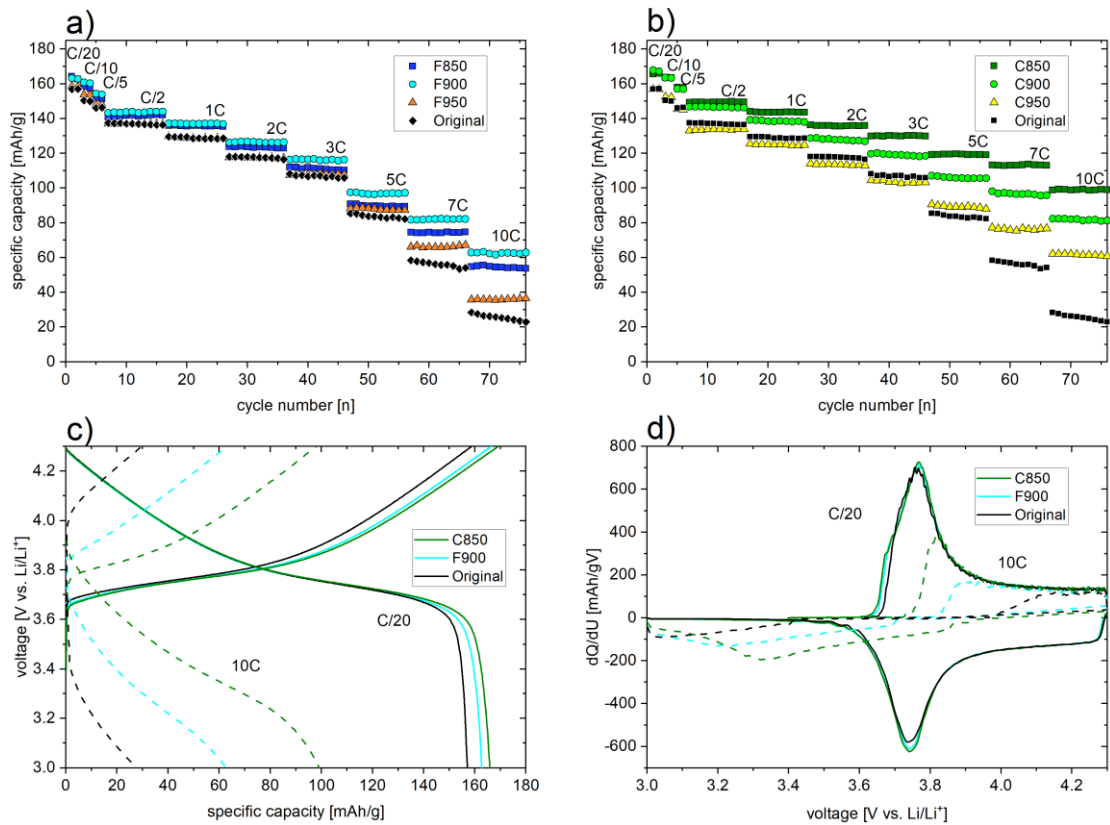 a)
180
160
140
120
100
80
60
40
20
0
specific capacity [mAh/g]
C/20
C/10
C/5
C/2
1C
2C
3C
5C
7C
10C
F850
F900
F950
Original
0 10 20 30 40 50 60 70
cycle number [n]
b)
180
160
140
120
100
80
60
40
20
0
specific capacity [mAh/g]
C/20
C/10
C/5
C/2
1C
2C
3C
5C
7C
10C
C850
C900
C950
Original
0 10 20 30 40 50 60 70
cycle number [n]
c)
4.2
4.0
3.8
3.6
3.4
3.2
3.0
voltage [V vs. Li/Li⁺]
C850
F900
Original
C/20
10C
0 20 40 60 80 100 120 140 160 180
specific capacity [mAh/g]
d)
800
600
400
200
0
-200
-400
-600
dQ/dU [mAh/gV]
C850
F900
Original
C/20
10C
3.0 3.2 3.4 3.6 3.8 4.0 4.2
voltage [V vs. Li/Li⁺]